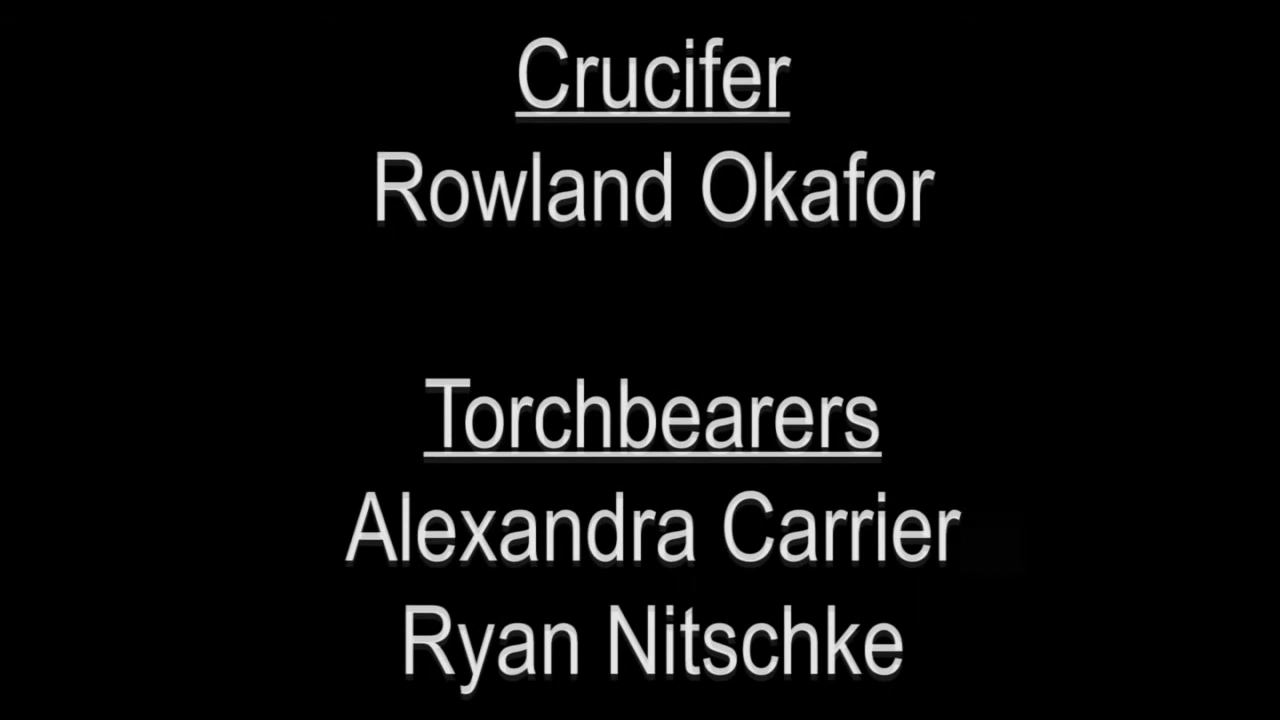 Crucifer
Rowland Okafor
Torchbearers
Alexandra Carrier
Ryan Nitschke